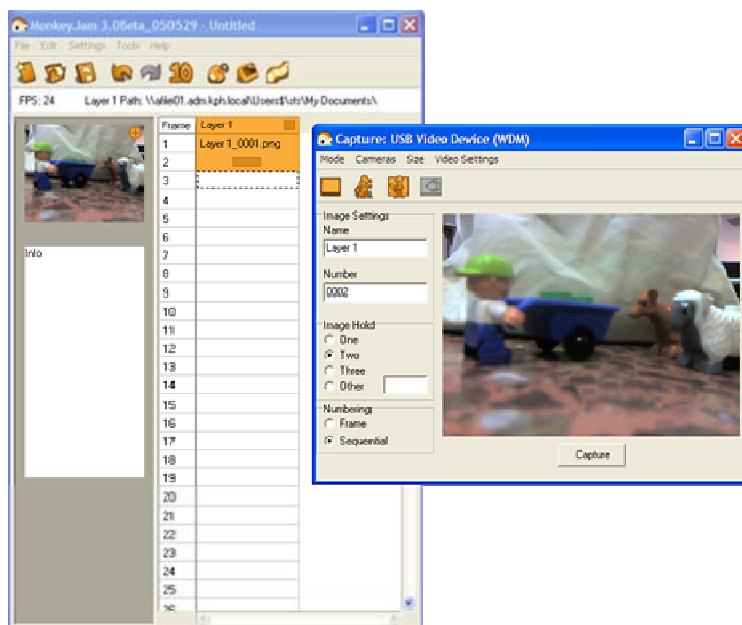 MonkeyJam 3.0Beta_050529 - Untitled
File Edit Settings Tools Help
FPS: 24 Layer 1 Path: \\afile01.adm.kph.local\Users$\sts\My Documents\
Frame Layer 1
1 Layer 1_0001.png
2
3
4
5
6
7
8
9
10
11
12
13
14
15
16
17
18
19
20
21
22
23
24
25
26
Info
Capture: USB Video Device (WDM)
Mode Cameras Size Video Settings
Image Settings
Name
Layer 1
Number
0002
Image Hold
One
Two
Three
Other
Numbering
Frame
Sequential
Capture